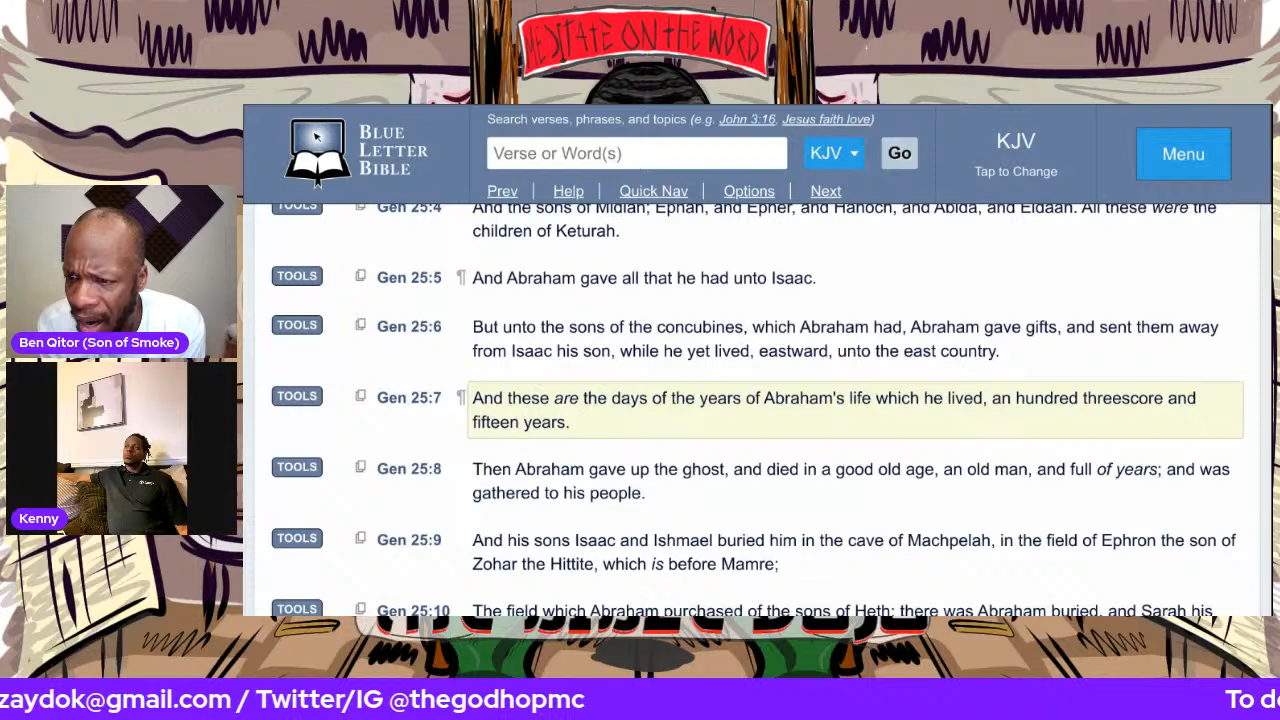 MEDITATE ON THE WORD
BLUE
LETTER
BIBLE
Search verses, phrases, and topics (e.g. John 3:16. Jesus faith love)
Verse or Word(s)
KJV
Go
Prev | Help | Quick Nav | Options | Next
KJV
Tap to Change
Menu
TOOLS Gen 25:4 And the sons of Midian; Ephah, and Epher, and Hanoch, and Abida, and Eldaah. All these were the
children of Keturah.
TOOLS Gen 25:5 ¶ And Abraham gave all that he had unto Isaac.
TOOLS Gen 25:6 But unto the sons of the concubines, which Abraham had, Abraham gave gifts, and sent them away
from Isaac his son, while he yet lived, eastward, unto the east country.
TOOLS Gen 25:7 ¶ And these are the days of the years of Abraham's life which he lived, an hundred threescore and
fifteen years.
TOOLS Gen 25:8 Then Abraham gave up the ghost, and died in a good old age, an old man, and full of years; and was
gathered to his people.
TOOLS Gen 25:9 And his sons Isaac and Ishmael buried him in the cave of Machpelah, in the field of Ephron the son of
Zohar the Hittite, which is before Mamre;
TOOLS Gen 25:10 The field which Abraham purchased of the sons of Heth: there was Abraham buried, and Sarah his
Ben Qitor (Son of Smoke)
Kenny
zaydok@gmail.com / Twitter/IG @thegodhopmc
To do